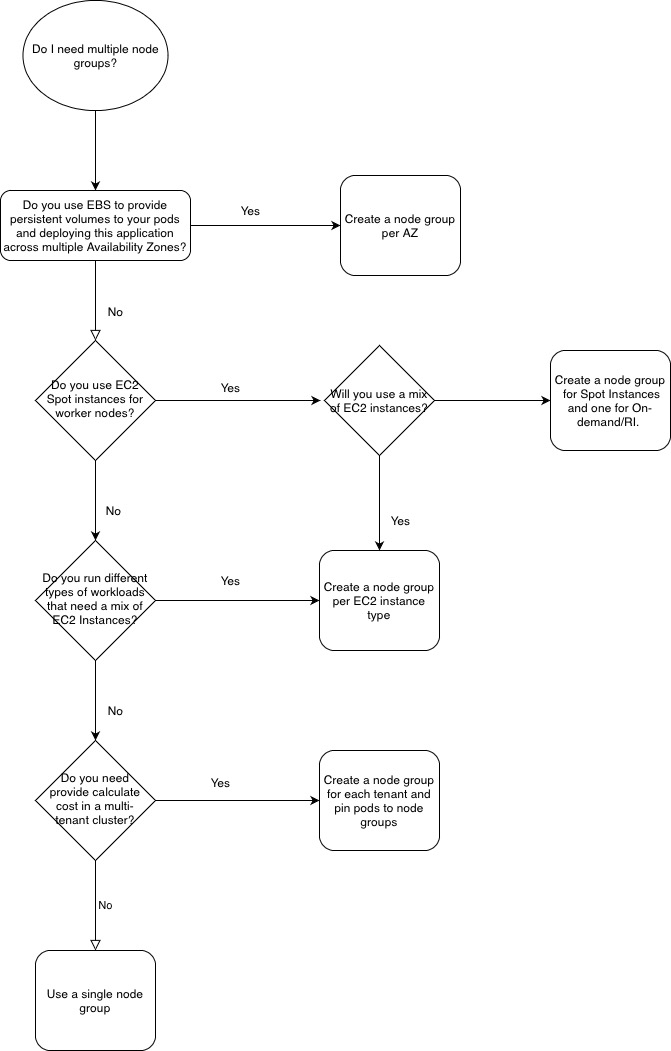 Do I need multiple node
groups?
Do you use EBS to provide
persistent volumes to your pods
and deploying this application
across multiple Availability Zones?
Yes
Create a node group
per AZ
No
Do you use EC2
Spot instances for
worker nodes?
Yes
Will you use a mix
of EC2 instances?
Create a node group
for Spot Instances
and one for On-
demand/RI.
No
Yes
Do you run different
types of workloads
that need a mix of
EC2 Instances?
Yes
Create a node group
per EC2 instance
type
No
Do you need
provide calculate
cost in a multi-
tenant cluster?
Yes
Create a node group
for each tenant and
pin pods to node
groups
No
Use a single node
group